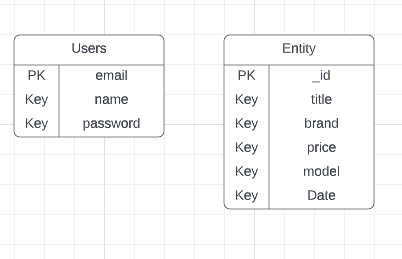 Users
PK email
Key name
Key password
Entity
PK _id
Key title
Key brand
Key price
Key model
Key Date